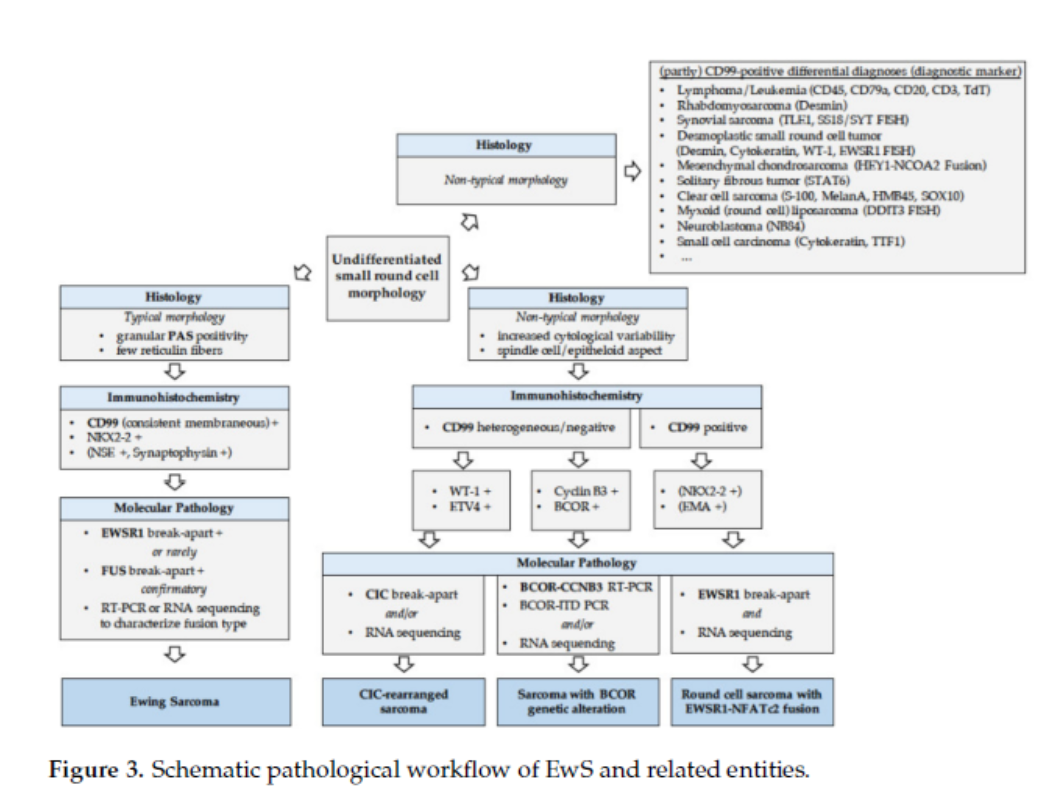 (partly) CD99-positive differential diagnoses (diagnostic marker)
• Lymphoma/Leukemia (CD45, CD79a, CD20, CD3, TdT)
• Rhabdomyosarcoma (Desmin)
• Synovial sarcoma (TLE1, SS18/SYT FISH)
• Desmoplastic small round cell tumor
(Desmin, Cytokeratin, WT-1, EWSR1 FISH)
• Mesenchymal chondrosarcoma (HEY1-NCOA2 Fusion)
• Solitary fibrous tumor (STAT6)
• Clear cell sarcoma (S-100, MelanA, HMB45, SOX10)
• Myxoid (round cell) liposarcoma (DDIT3 FISH)
• Neuroblastoma (NB84)
• Small cell carcinoma (Cytokeratin, TTF1)
• ...
Histology
Non-typical morphology
Undifferentiated
small round cell
morphology
Histology
Typical morphology
• granular PAS positivity
• few reticulin fibers
Immunohistochemistry
• CD99 (consistent membraneous) +
• NKX2-2 +
• (NSE +, Synaptophysin +)
Molecular Pathology
• EWSR1 break-apart +
or rarely
• FUS break-apart +
confirmatory
• RT-PCR or RNA sequencing
to characterize fusion type
Ewing Sarcoma
Histology
Non-typical morphology
• increased cytological variability
• spindle cell/epitheloid aspect
Immunohistochemistry
• CD99 heterogeneous/negative
• CD99 positive
• WT-1 +
• ETV4 +
• Cyclin B3 +
• BCOR +
• (NKX2-2 +)
• (EMA +)
Molecular Pathology
• CIC break-apart
and/or
• RNA sequencing
• BCOR-CCNB3 RT-PCR
• BCOR-ITD PCR
and/or
• RNA sequencing
• EWSR1 break-apart
and
• RNA sequencing
CIC-rearranged
sarcoma
Sarcoma with BCOR
genetic alteration
Round cell sarcoma with
EWSR1-NFATc2 fusion
Figure 3. Schematic pathological workflow of EwS and related entities.